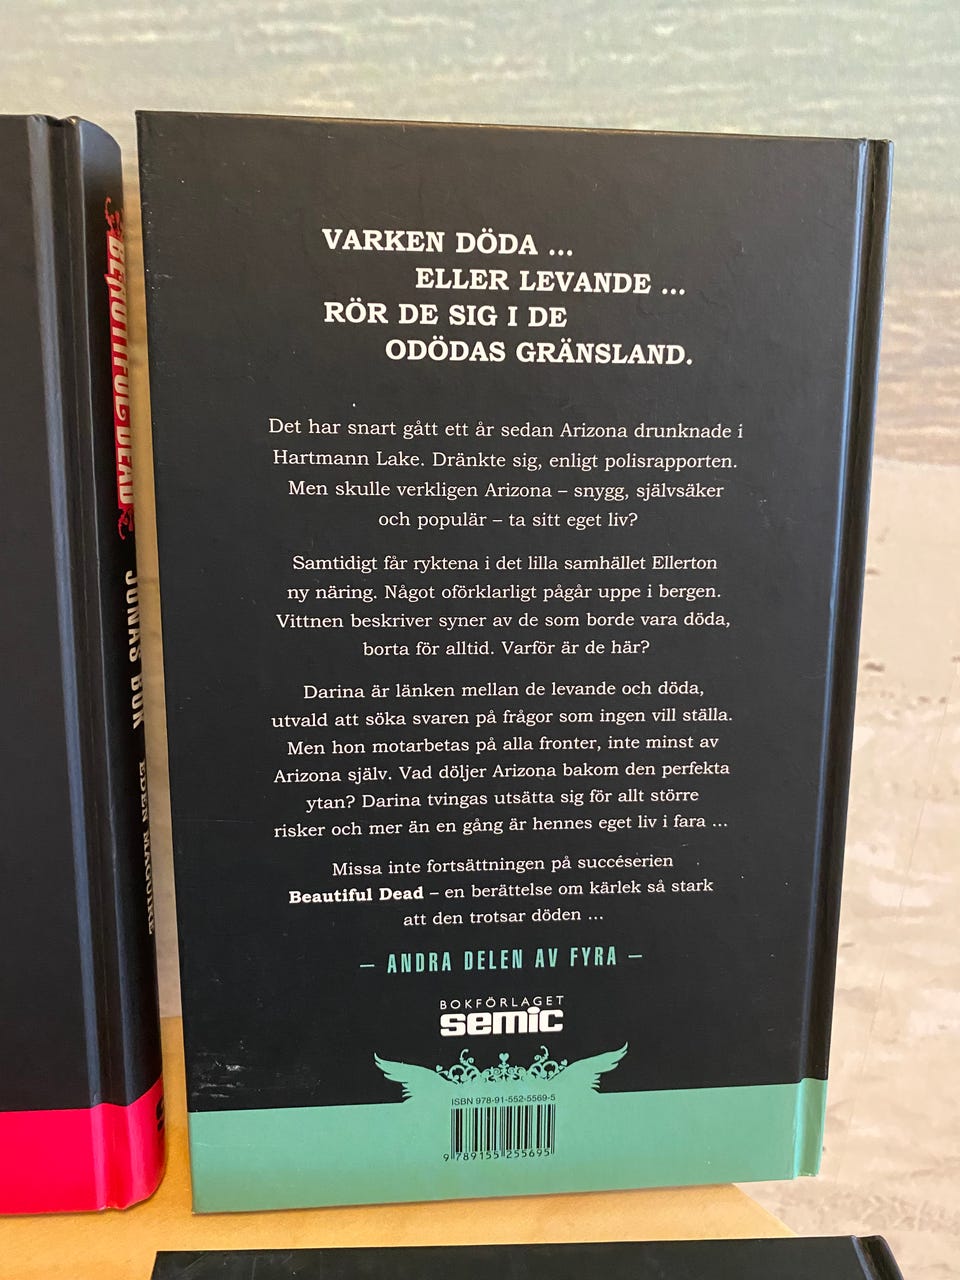 BEAUTIFUL DEAD
JONAS BOK
EDEN MAGUIRE
VARKEN DÖDA ...
ELLER LEVANDE ...
RÖR DE SIG I DE
ODÖDAS GRÄNSLAND.
Det har snart gått ett år sedan Arizona drunknade i
Hartmann Lake. Dränkte sig, enligt polisrapporten.
Men skulle verkligen Arizona – snygg, självsäker
och populär – ta sitt eget liv?
Samtidigt får ryktena i det lilla samhället Ellerton
ny näring. Något oförklarligt pågår uppe i bergen.
Vittnen beskriver syner av de som borde vara döda,
borta för alltid. Varför är de här?
Darina är länken mellan de levande och döda,
utvald att söka svaren på frågor som ingen vill ställa.
Men hon motarbetas på alla fronter, inte minst av
Arizona själv. Vad döljer Arizona bakom den perfekta
ytan? Darina tvingas utsätta sig för allt större
risker och mer än en gång är hennes eget liv i fara ...
Missa inte fortsättningen på succéserien
Beautiful Dead – en berättelse om kärlek så stark
att den trotsar döden ...
– ANDRA DELEN AV FYRA –
BOKFÖRLAGET
semic
ISBN 978-91-552-5569-5
9 789155 255695